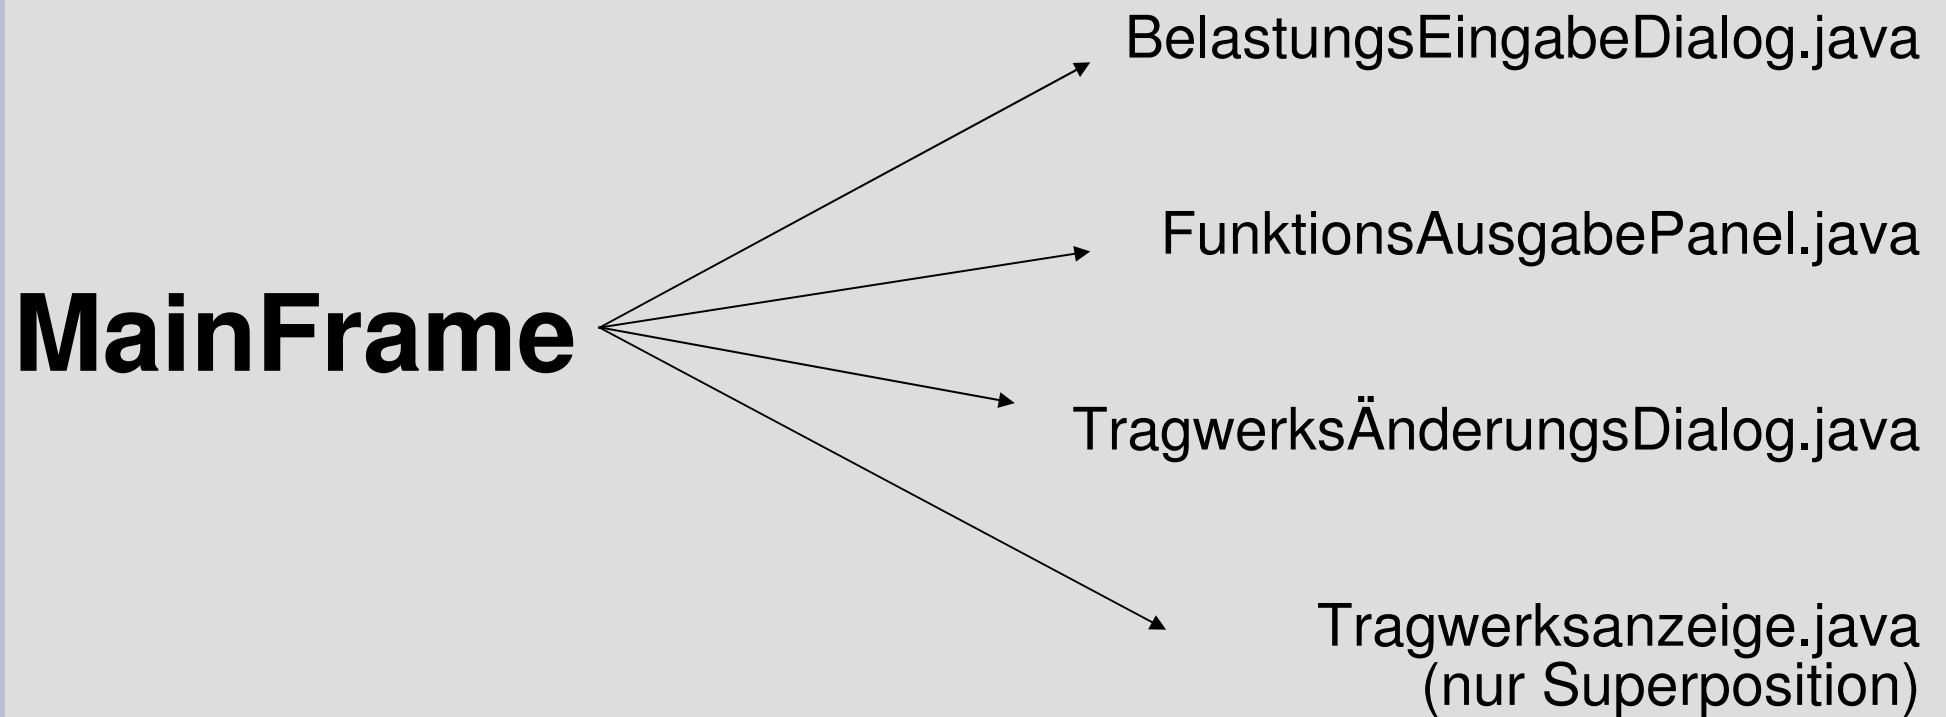 BelastungsEingabeDialog.java
FunktionsAusgabePanel.java
MainFrame
TragwerksÄnderungsDialog.java
Tragwerksanzeige.java
(nur Superposition)